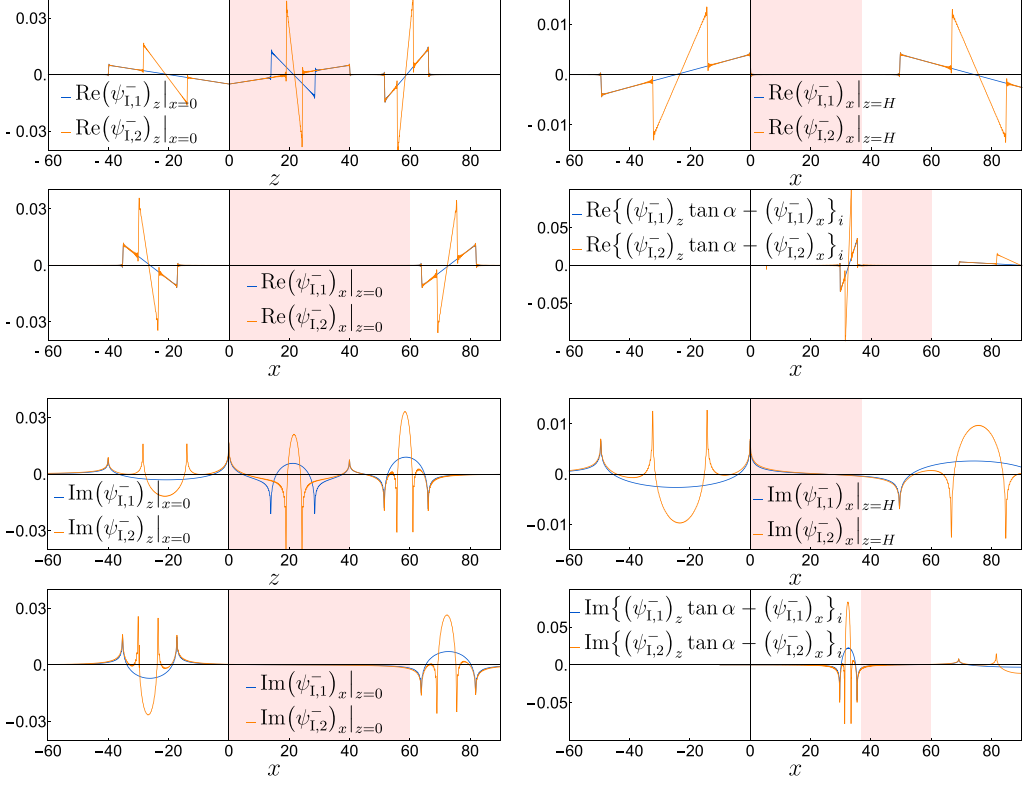 0.03
0.
- 0.03
Re(ψ⁻_{I,1})_z|_{x=0}
Re(ψ⁻_{I,2})_z|_{x=0}
- 60 - 40 - 20 0 20 40 60 80
z
0.01
0.
- 0.01
Re(ψ⁻_{I,1})_x|_{z=H}
Re(ψ⁻_{I,2})_x|_{z=H}
- 60 - 40 - 20 0 20 40 60 80
x
0.03
0.
- 0.03
Re(ψ⁻_{I,1})_x|_{z=0}
Re(ψ⁻_{I,2})_x|_{z=0}
- 60 - 40 - 20 0 20 40 60 80
x
0.05
0.
- 0.05
Re{(ψ⁻_{I,1})_z tan α − (ψ⁻_{I,1})_x}_i
Re{(ψ⁻_{I,2})_z tan α − (ψ⁻_{I,2})_x}_i
- 60 - 40 - 20 0 20 40 60 80
x
0.03
0
−0.03
Im(ψ⁻_{I,1})_z|_{x=0}
Im(ψ⁻_{I,2})_z|_{x=0}
−60 −40 −20 0 20 40 60 80
z
0.01
0
−0.01
Im(ψ⁻_{I,1})_x|_{z=H}
Im(ψ⁻_{I,2})_x|_{z=H}
−60 −40 −20 0 20 40 60 80
x
0.03
0
−0.03
Im(ψ⁻_{I,1})_x|_{z=0}
Im(ψ⁻_{I,2})_x|_{z=0}
−60 −40 −20 0 20 40 60 80
x
0.05
0
−0.05
Im{(ψ⁻_{I,1})_z tan α − (ψ⁻_{I,1})_x}_i
Im{(ψ⁻_{I,2})_z tan α − (ψ⁻_{I,2})_x}_i
−60 −40 −20 0 20 40 60 80
x